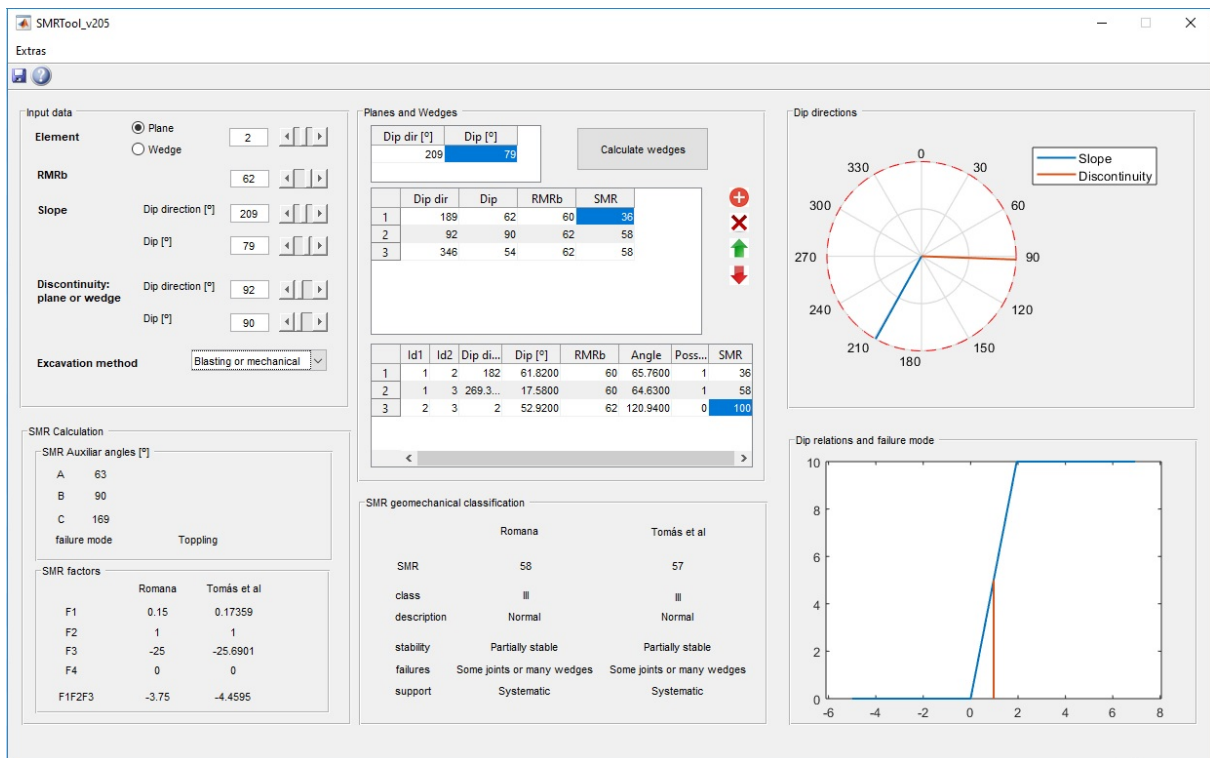 SMRTool_v205
Extras
Input data
Element
Plane
Wedge
2
RMRb
62
Slope Dip direction [º] 209
Dip [º] 79
Discontinuity: plane or wedge
Dip direction [º] 92
Dip [º] 90
Excavation method Blasting or mechanical
SMR Calculation
SMR Auxiliar angles [º]
A 63
B 90
C 169
failure mode Toppling
SMR factors
Romana Tomás et al
F1 0.15 0.17359
F2 1 1
F3 -25 -25.6901
F4 0 0
F1F2F3 -3.75 -4.4595
Planes and Wedges
Dip dir [º] Dip [º]
209 79
Calculate wedges
Dip dir Dip RMRb SMR
1 189 62 60 36
2 92 90 62 58
3 346 54 62 58
Id1 Id2 Dip di... Dip [º] RMRb Angle Poss... SMR
1 1 2 182 61.8200 60 65.7600 1 36
2 1 3 269.3... 17.5800 60 64.6300 1 58
3 2 3 2 52.9200 62 120.9400 0 100
SMR geomechanical classification
Romana Tomás et al
SMR 58 57
class III III
description Normal Normal
stability Partially stable Partially stable
failures Some joints or many wedges Some joints or many wedges
support Systematic Systematic
Dip directions
0
30
60
90
120
150
180
210
240
270
300
330
Slope
Discontinuity
Dip relations and failure mode
10
8
6
4
2
0
-6 -4 -2 0 2 4 6 8